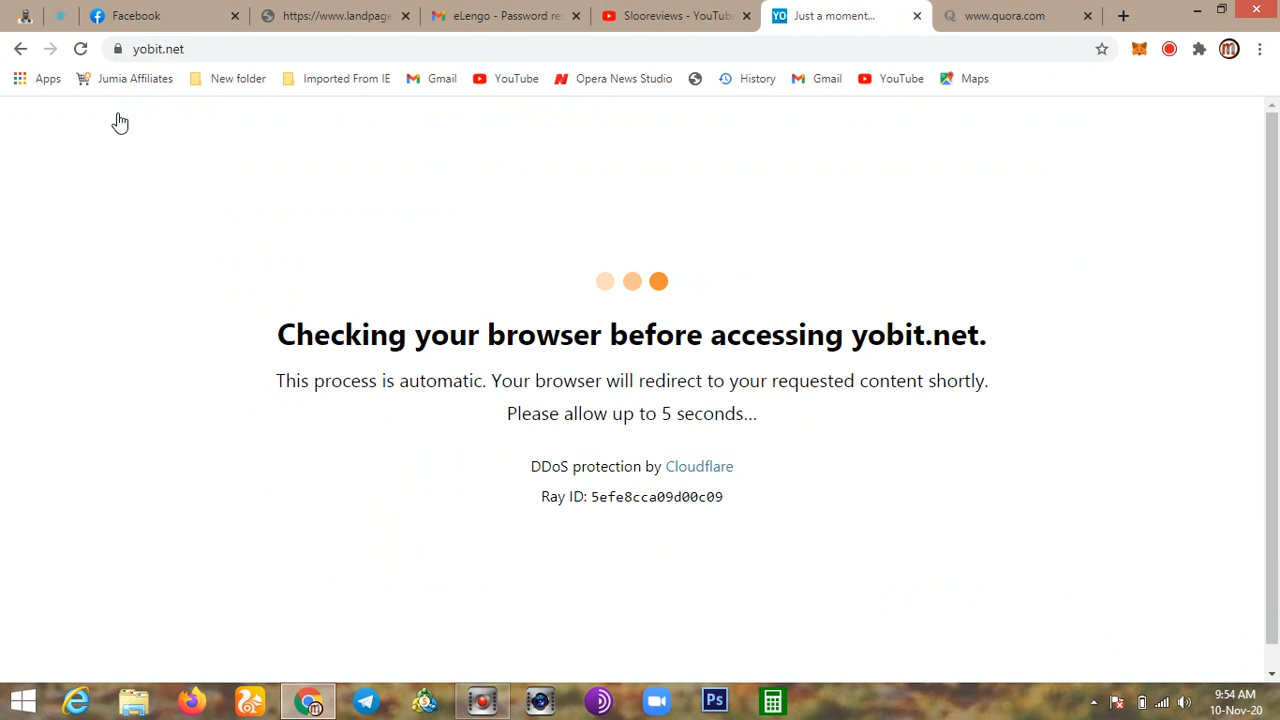 Facebook
https://www.landpage
eLengo - Password re
Slooreviews - YouTube
Just a moment...
www.quora.com
yobit.net
Apps
Jumia Affiliates
New folder
Imported From IE
Gmail
YouTube
Opera News Studio
History
Gmail
YouTube
Maps
Checking your browser before accessing yobit.net.
This process is automatic. Your browser will redirect to your requested content shortly.
Please allow up to 5 seconds...
DDoS protection by Cloudflare
Ray ID: 5efe8cca09d00c09
9:54 AM
10-Nov-20